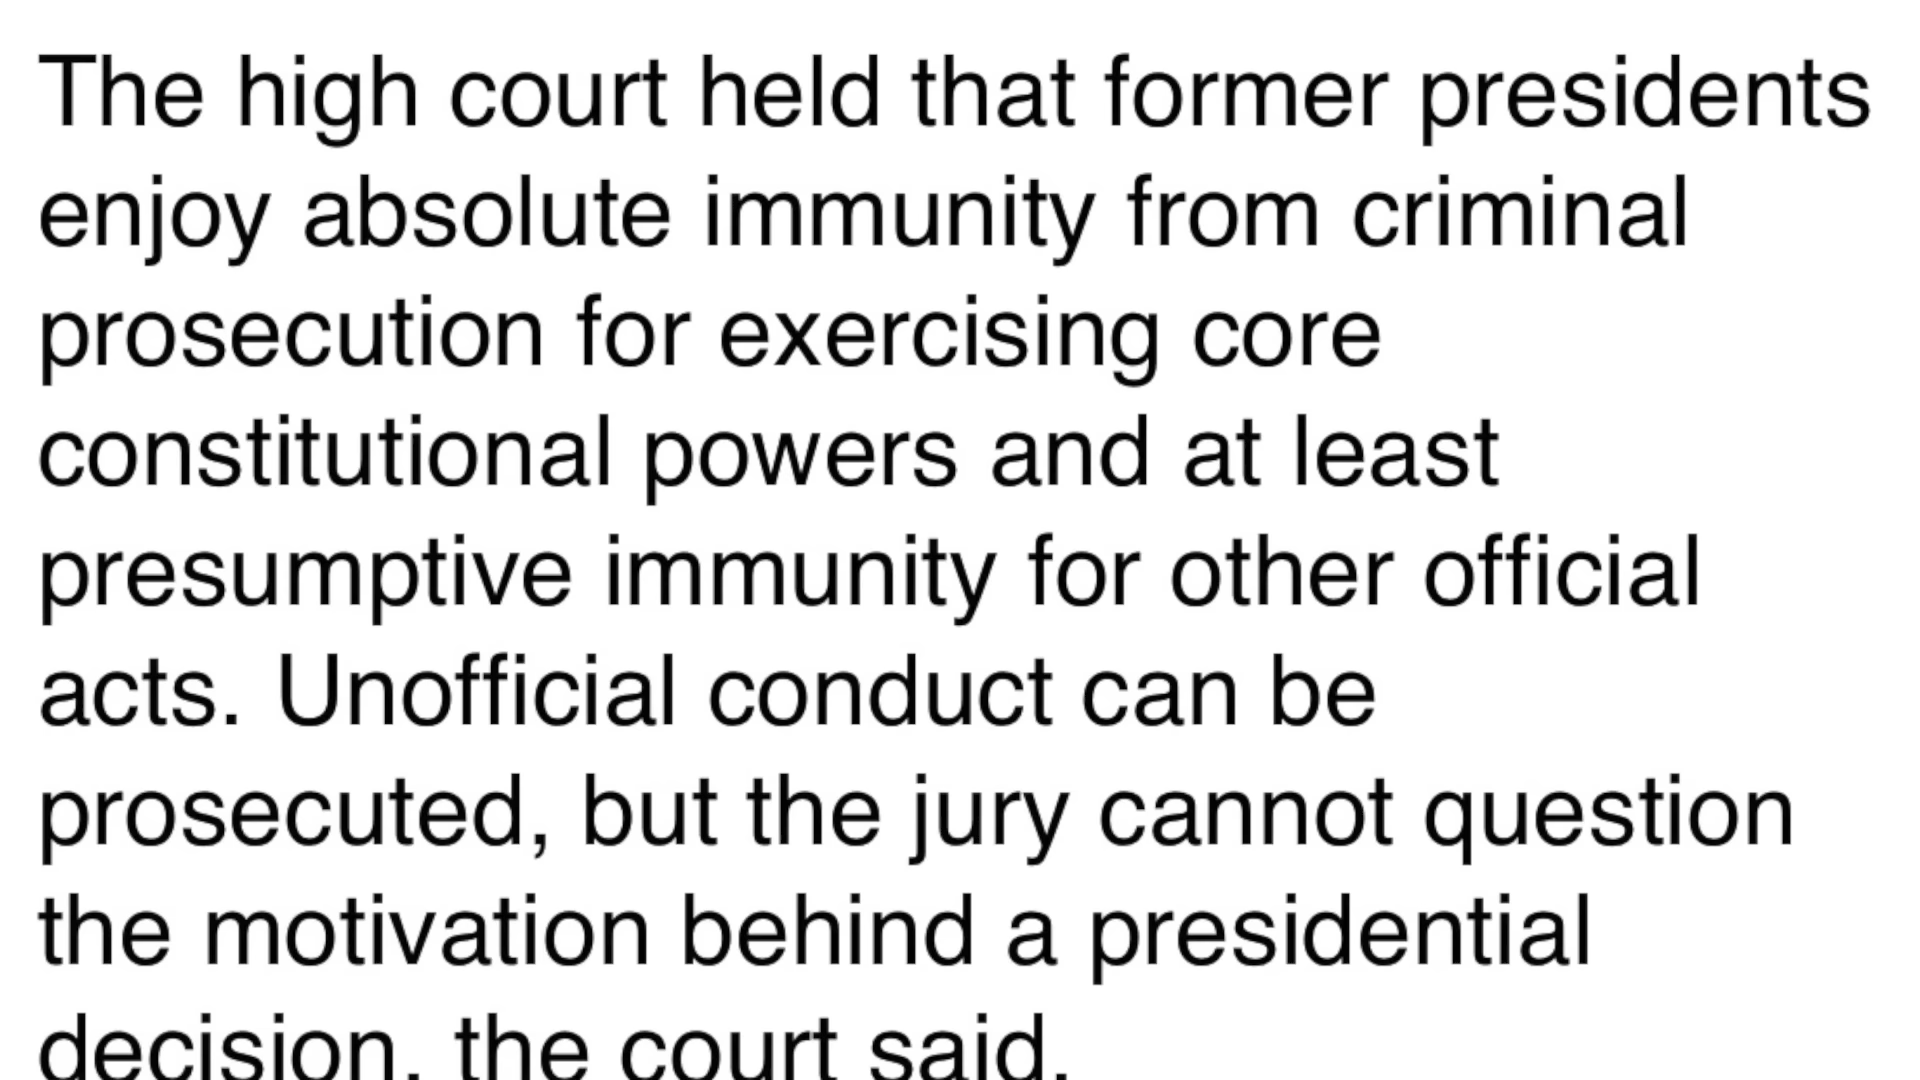 The high court held that former presidents
enjoy absolute immunity from criminal
prosecution for exercising core
constitutional powers and at least
presumptive immunity for other official
acts. Unofficial conduct can be
prosecuted, but the jury cannot question
the motivation behind a presidential
decision, the court said.